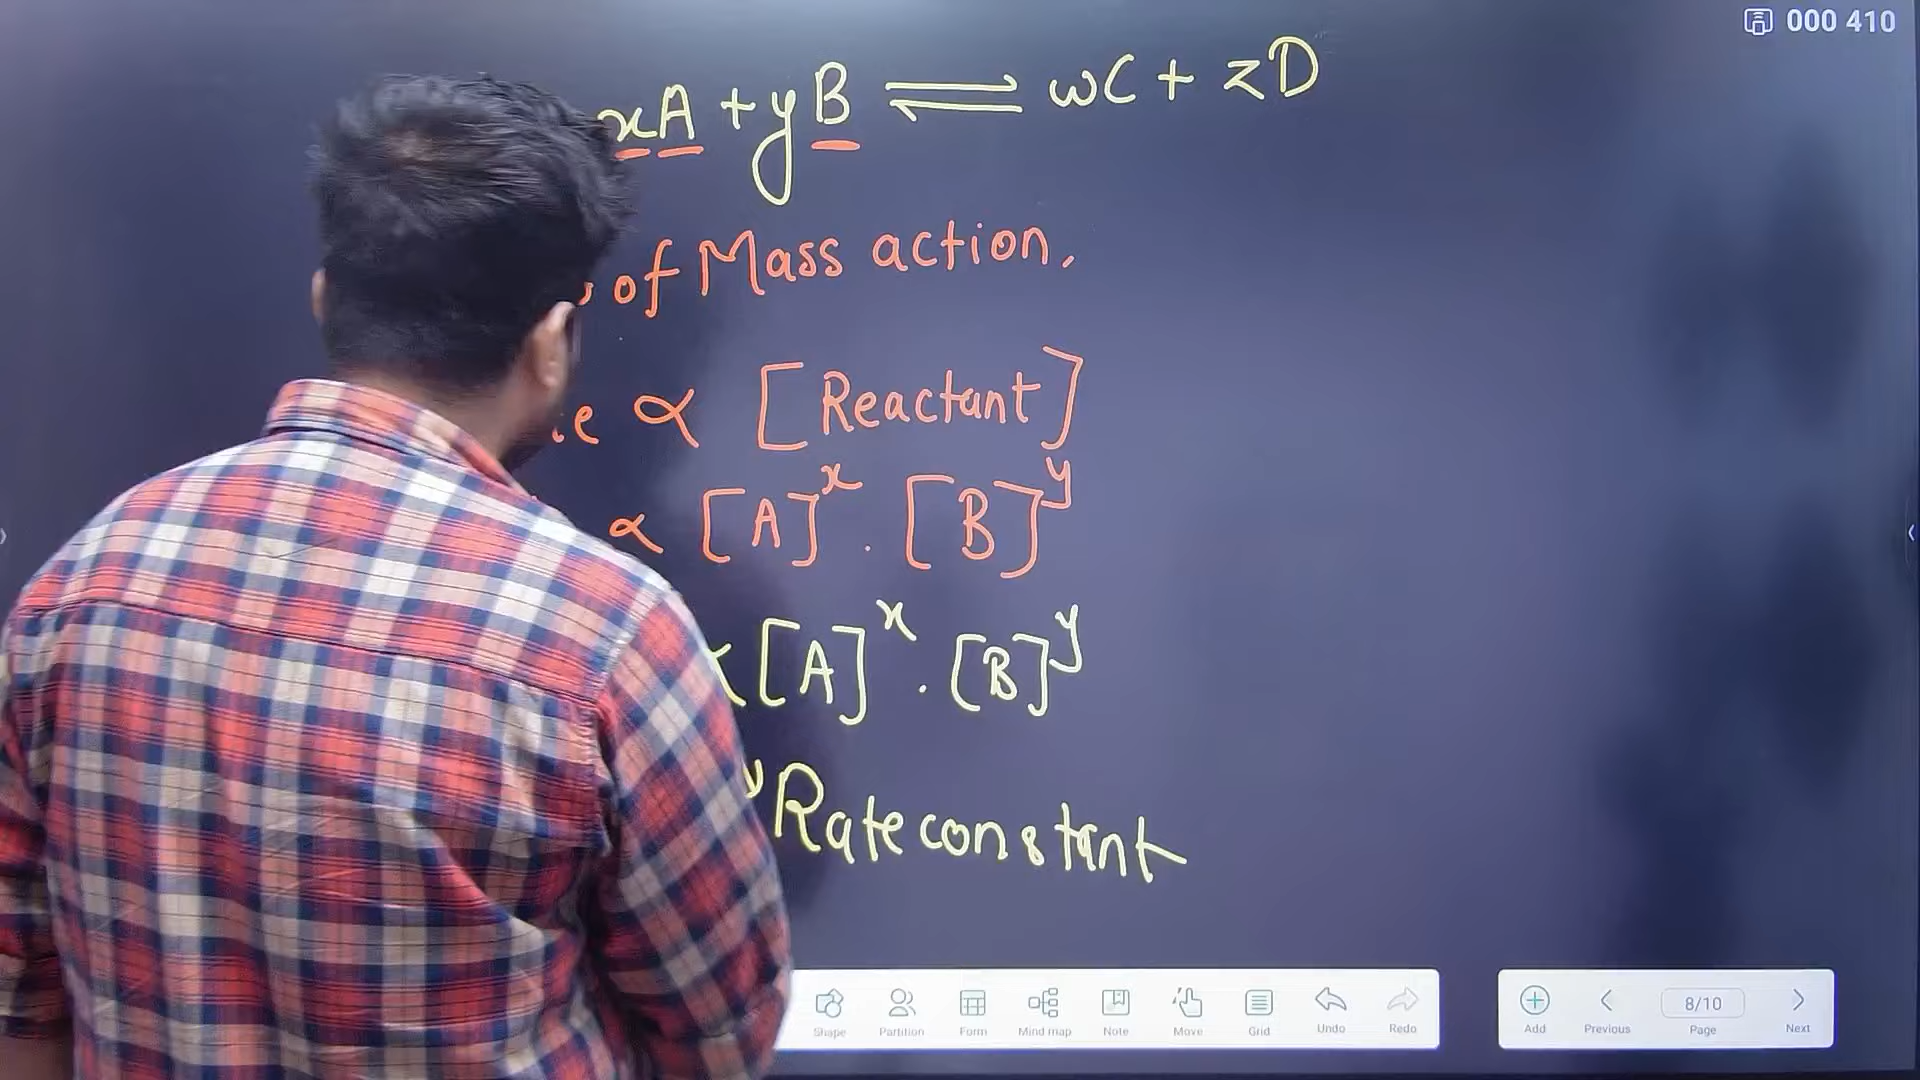 000 410
xA + yB ⇌ wC + zD
of Mass action.
∝ [Reactant]
∝ [A]^x . [B]^y
[A]^x . [B]^y
Rate constant
Shape Partition Form Mind map Note Move Grid Undo Redo Add Previous 8/10 Page Next